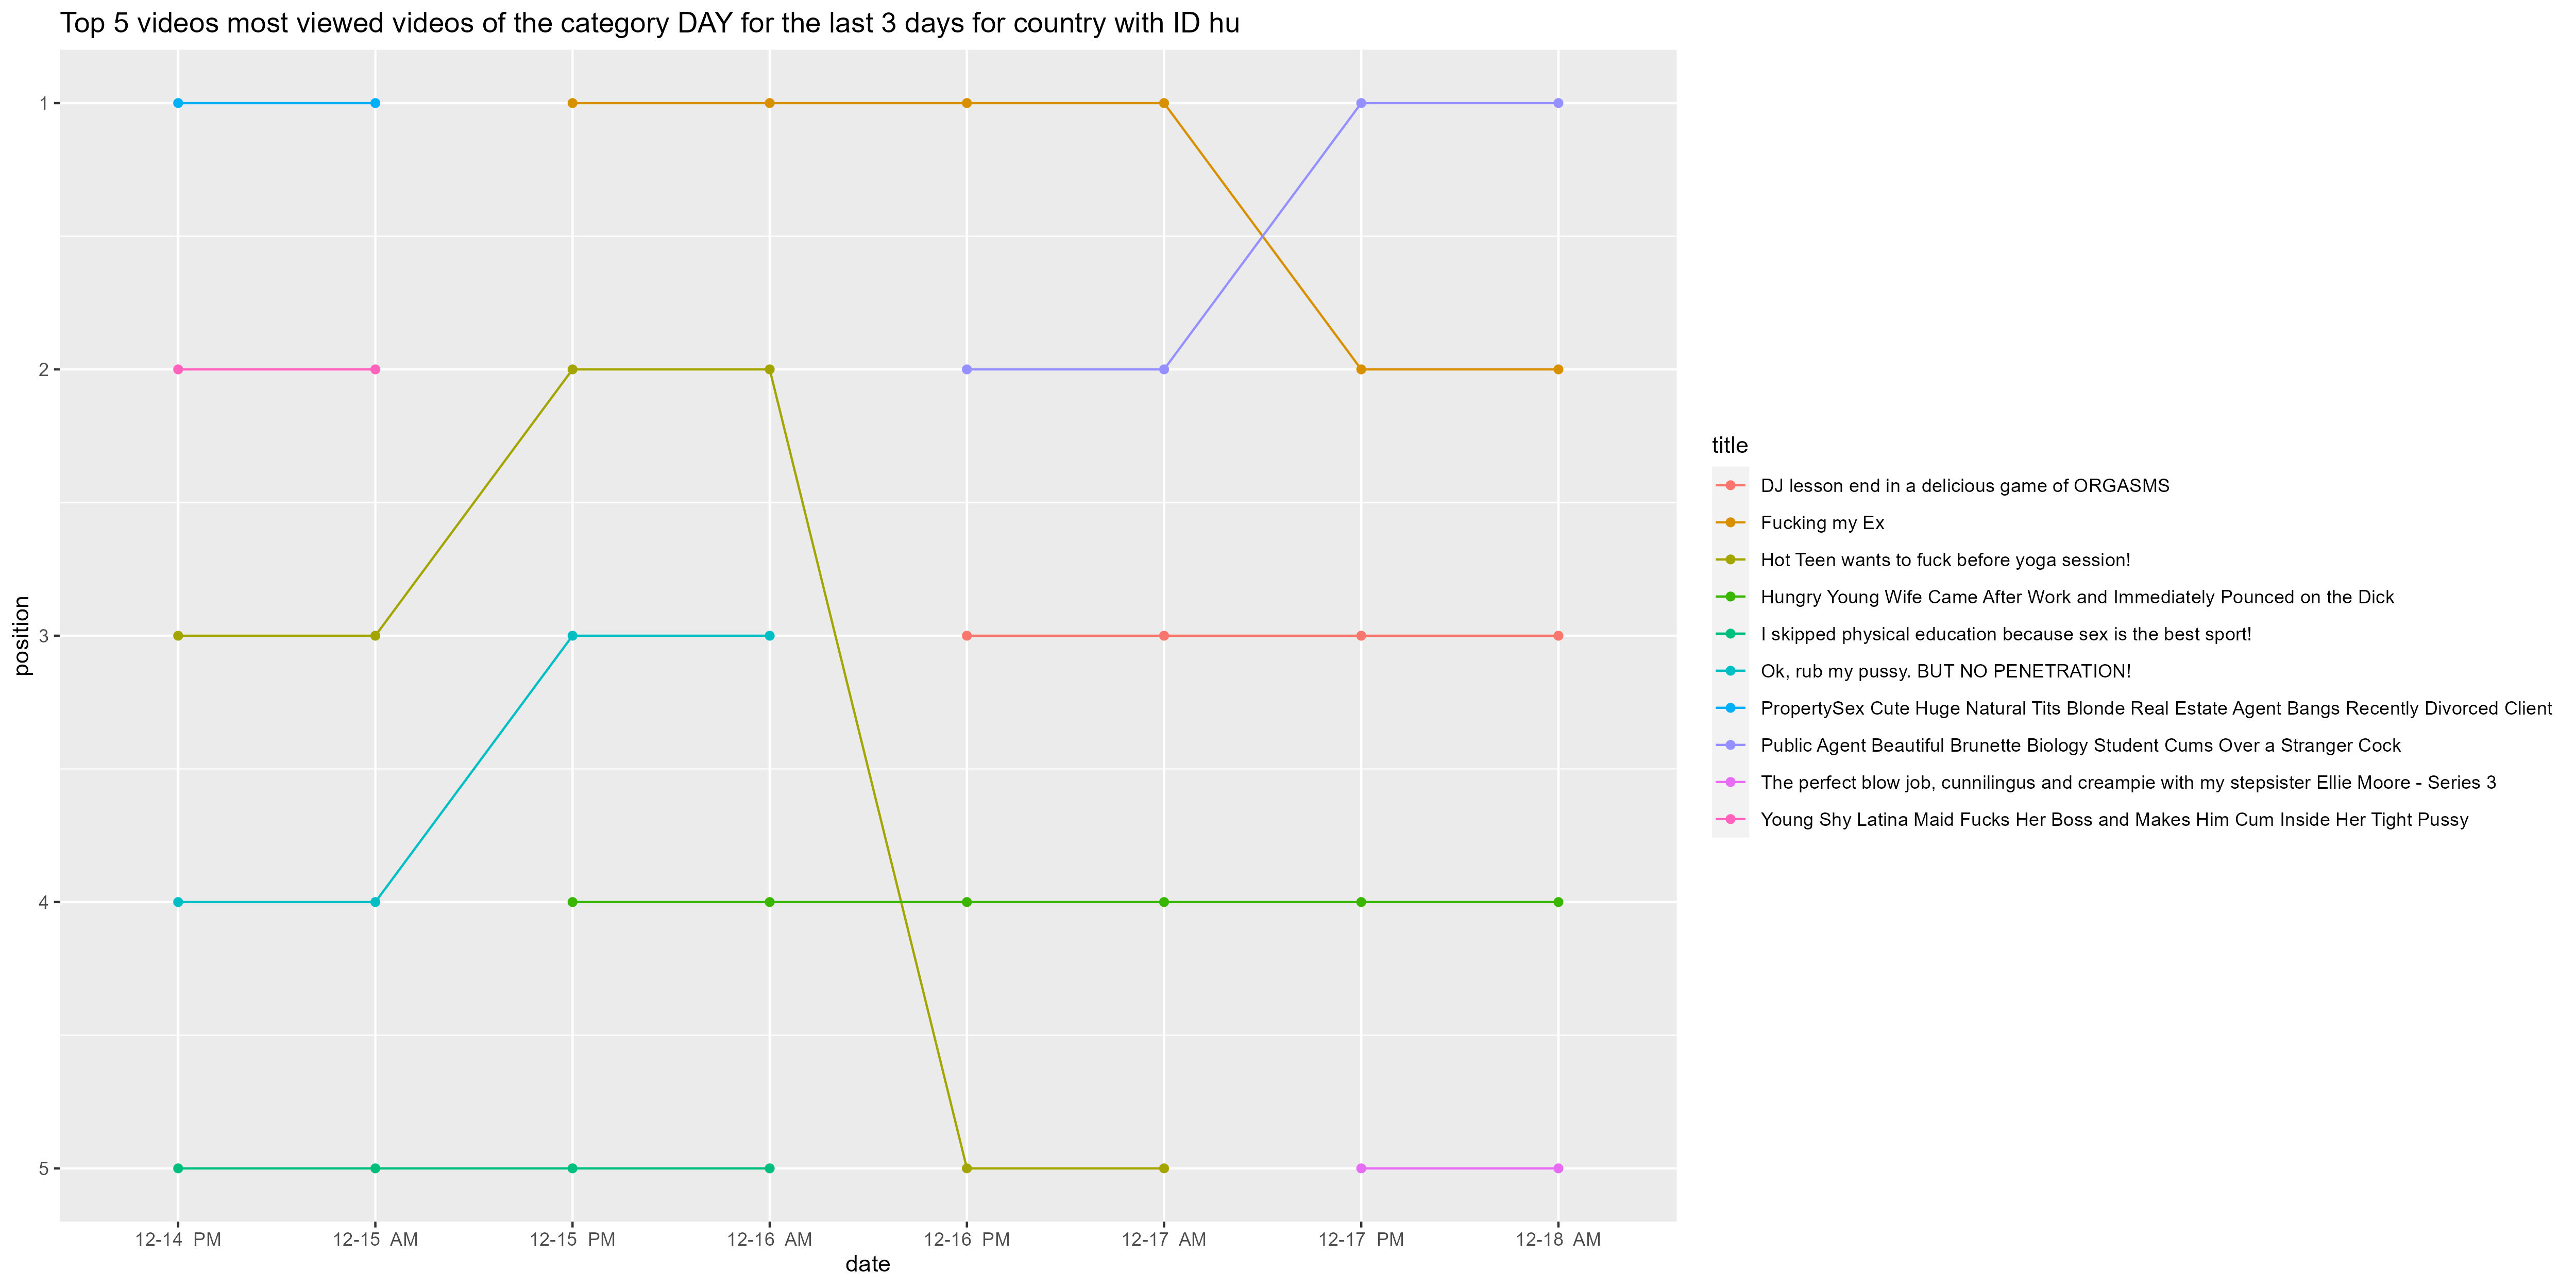 Top 5 videos most viewed videos of the category DAY for the last 3 days for country with ID hu
position
1
2
3
4
5
12-14 PM
12-15 AM
12-15 PM
12-16 AM
12-16 PM
12-17 AM
12-17 PM
12-18 AM
date
title
DJ lesson end in a delicious game of ORGASMS
Fucking my Ex
Hot Teen wants to fuck before yoga session!
Hungry Young Wife Came After Work and Immediately Pounced on the Dick
I skipped physical education because sex is the best sport!
Ok, rub my pussy. BUT NO PENETRATION!
PropertySex Cute Huge Natural Tits Blonde Real Estate Agent Bangs Recently Divorced Client
Public Agent Beautiful Brunette Biology Student Cums Over a Stranger Cock
The perfect blow job, cunnilingus and creampie with my stepsister Ellie Moore - Series 3
Young Shy Latina Maid Fucks Her Boss and Makes Him Cum Inside Her Tight Pussy